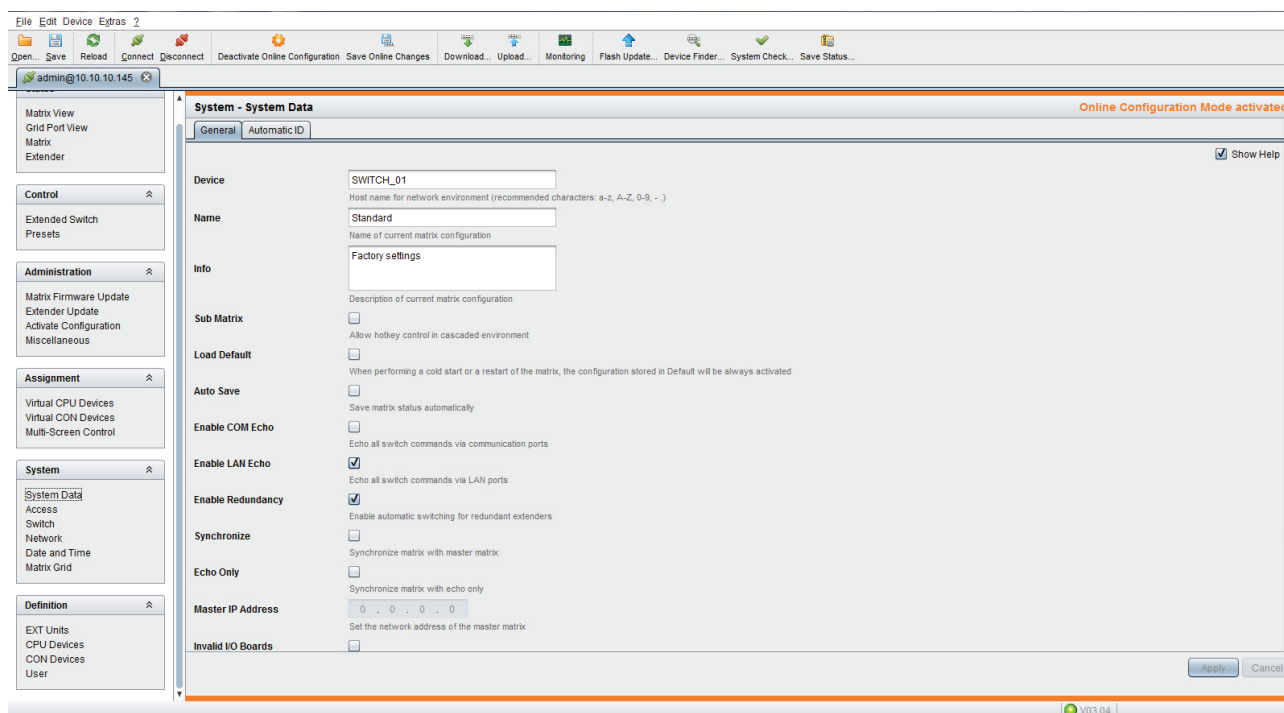 File Edit Device Extras ?
Open... Save Reload Connect Disconnect Deactivate Online Configuration Save Online Changes Download... Upload... Monitoring Flash Update... Device Finder... System Check... Save Status...
admin@10.10.10.145
Status
Matrix View
Grid Port View
Matrix
Extender
Control
Extended Switch
Presets
Administration
Matrix Firmware Update
Extender Update
Activate Configuration
Miscellaneous
Assignment
Virtual CPU Devices
Virtual CON Devices
Multi-Screen Control
System
System Data
Access
Switch
Network
Date and Time
Matrix Grid
Definition
EXT Units
CPU Devices
CON Devices
User
System - System Data
Online Configuration Mode activated
General Automatic ID
Show Help
Device SWITCH_01
Host name for network environment (recommended characters: a-z, A-Z, 0-9, - .)
Name Standard
Name of current matrix configuration
Info Factory settings
Description of current matrix configuration
Sub Matrix
Allow hotkey control in cascaded environment
Load Default
When performing a cold start or a restart of the matrix, the configuration stored in Default will be always activated
Auto Save
Save matrix status automatically
Enable COM Echo
Echo all switch commands via communication ports
Enable LAN Echo
Echo all switch commands via LAN ports
Enable Redundancy
Enable automatic switching for redundant extenders
Synchronize
Synchronize matrix with master matrix
Echo Only
Synchronize matrix with echo only
Master IP Address 0 . 0 . 0 . 0
Set the network address of the master matrix
Invalid I/O Boards
Apply Cancel
V03.04